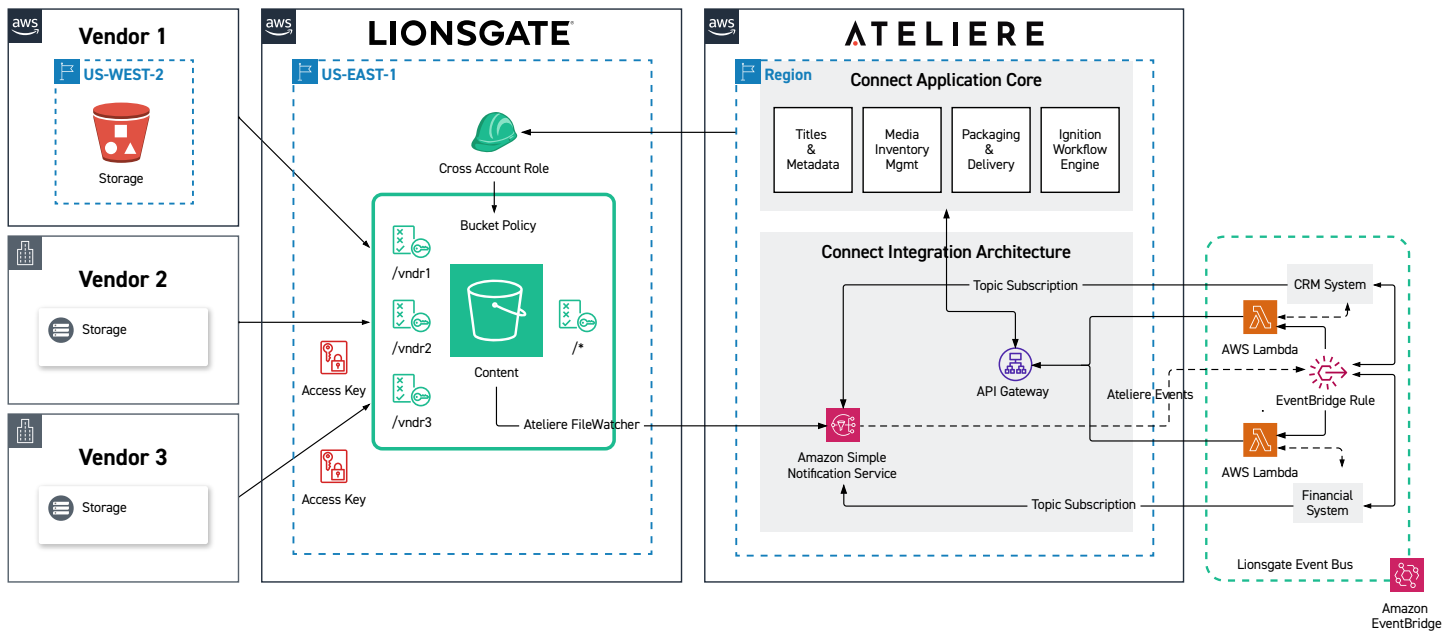 aws
Vendor 1
US-WEST-2
Storage
Vendor 2
Storage
Vendor 3
Storage
aws
LIONSGATE
US-EAST-1
Cross Account Role
Bucket Policy
/vndr1
/vndr2
/vndr3
Content
/*
Access Key
Access Key
Ateliere FileWatcher
aws
ATELIERE
Region
Connect Application Core
Titles
&
Metadata
Media
Inventory
Mgmt
Packaging
&
Delivery
Ignition
Workflow
Engine
Connect Integration Architecture
Topic Subscription
API Gateway
Ateliere Events
Amazon Simple
Notification Service
Topic Subscription
CRM System
AWS Lambda
EventBridge Rule
AWS Lambda
Financial
System
Lionsgate Event Bus
Amazon
EventBridge